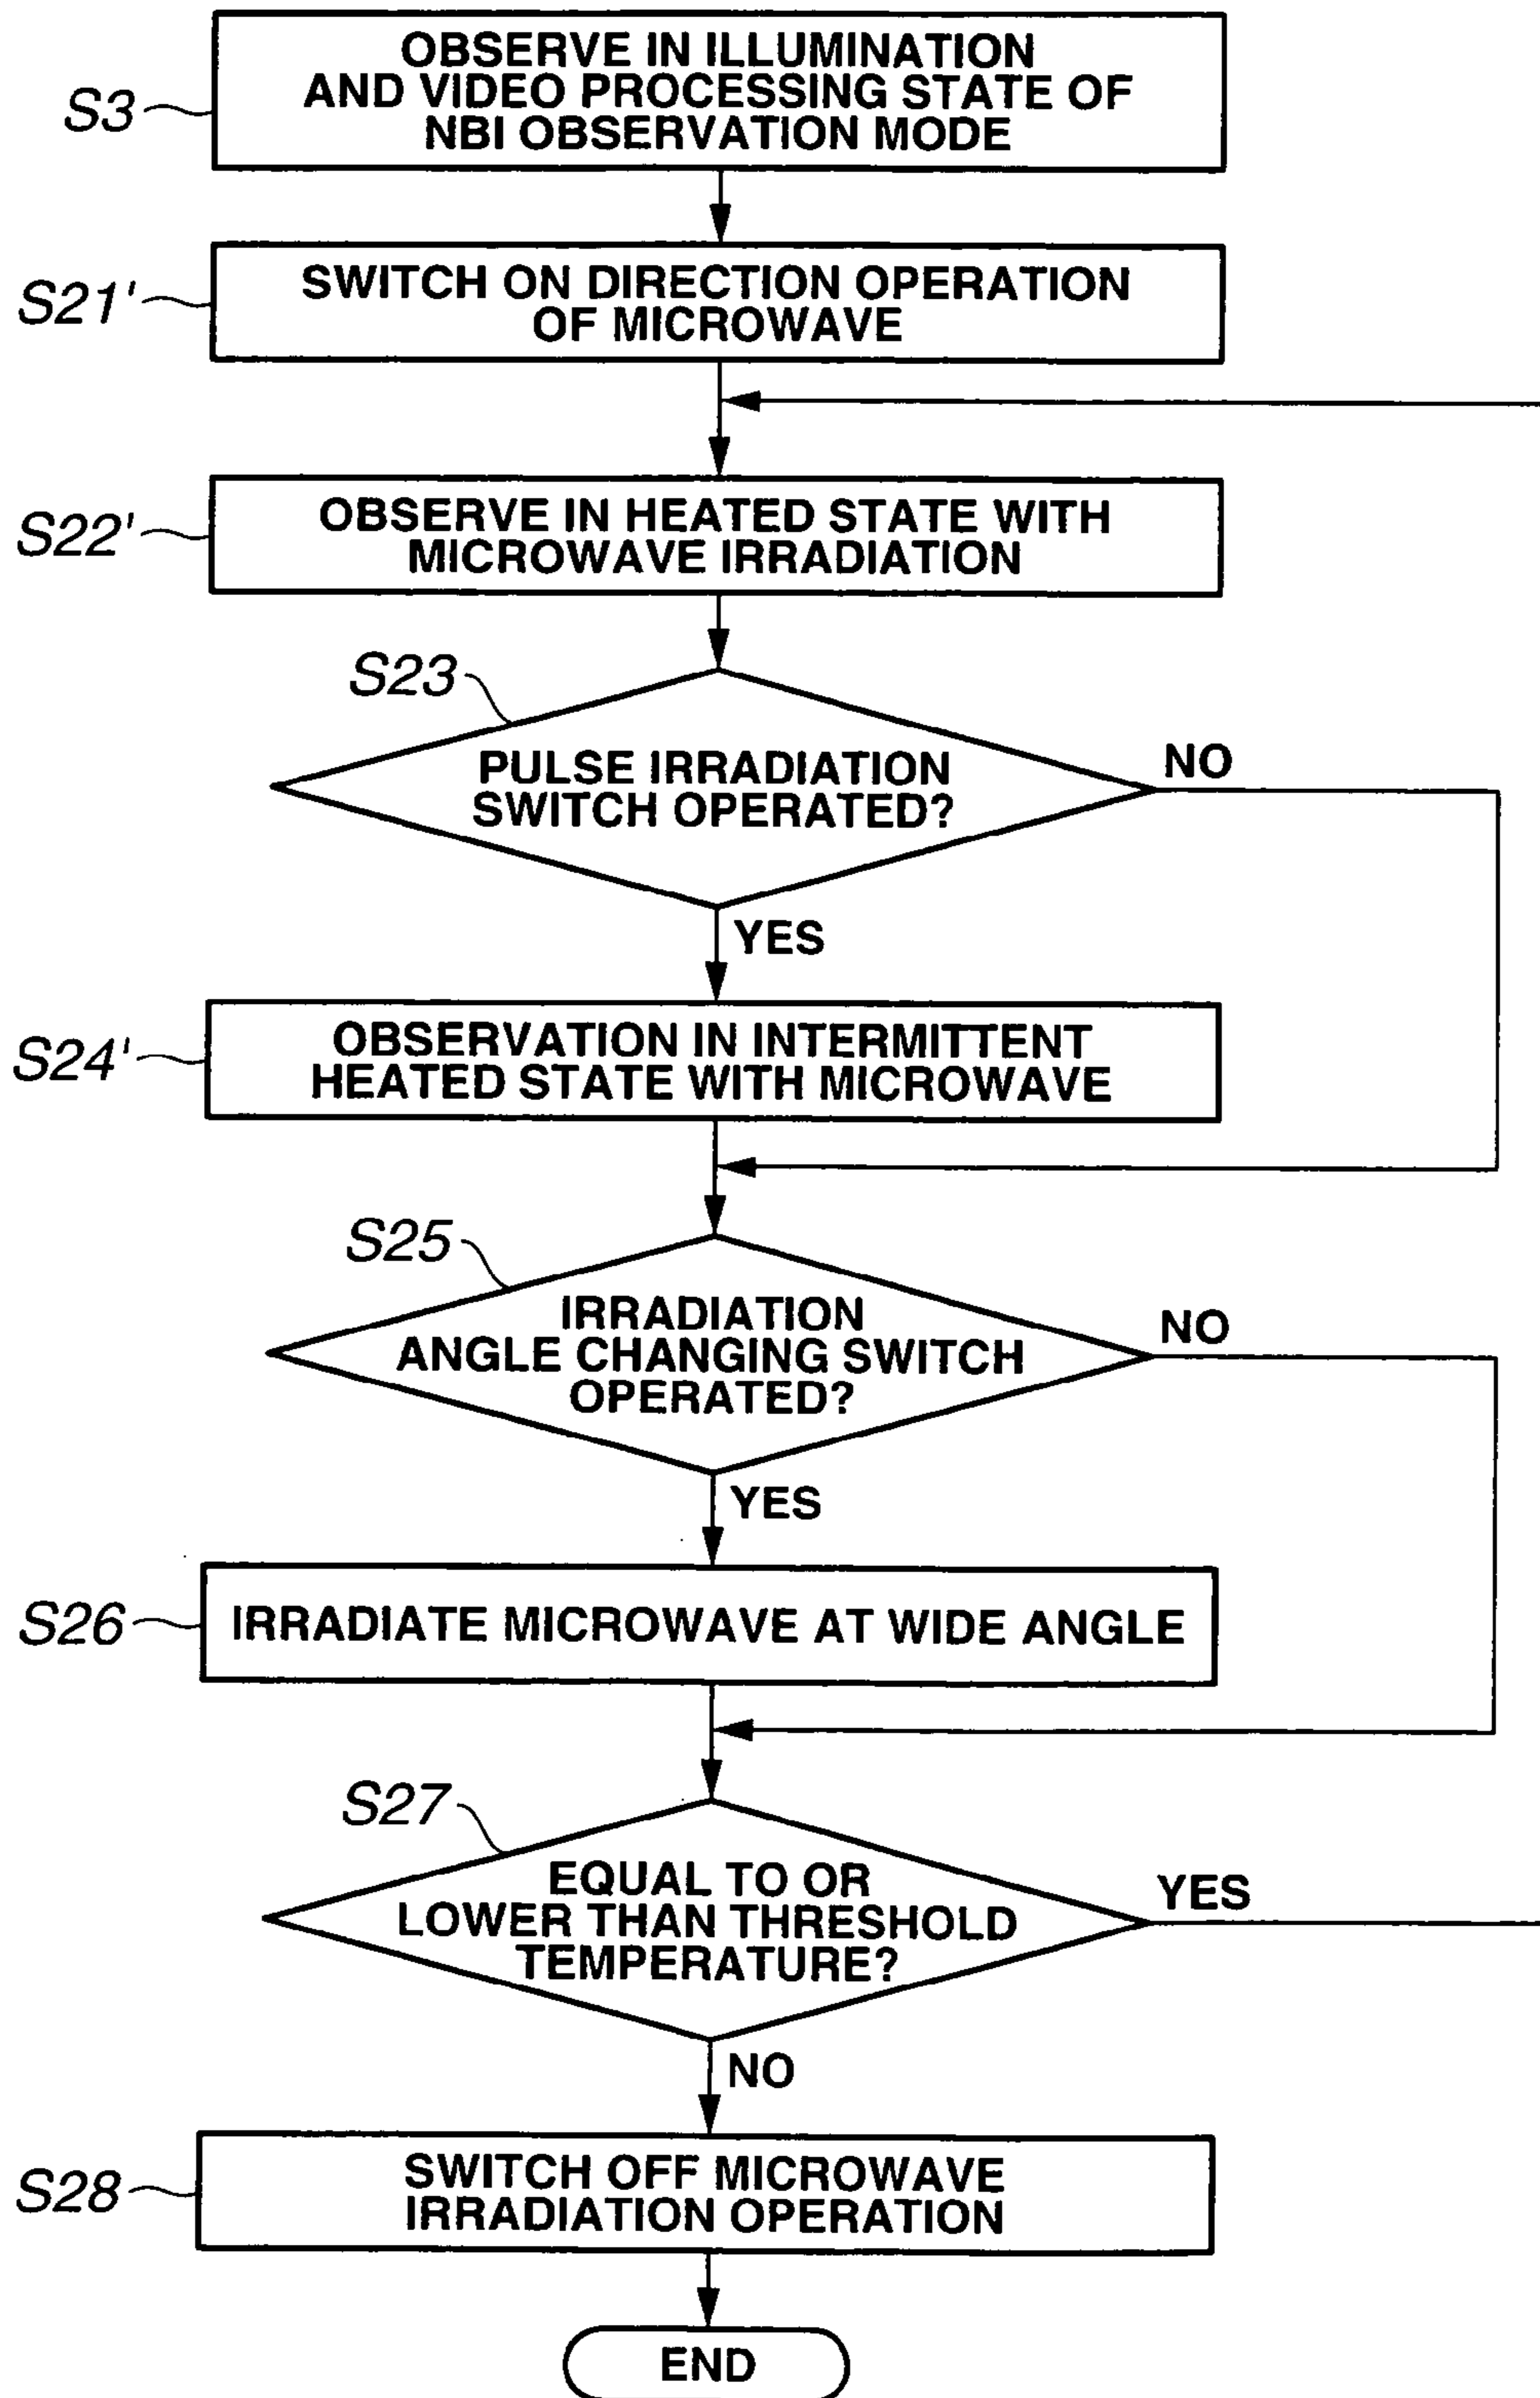 S3
OBSERVE IN ILLUMINATION
AND VIDEO PROCESSING STATE OF
NBI OBSERVATION MODE
S21'
SWITCH ON DIRECTION OPERATION
OF MICROWAVE
S22'
OBSERVE IN HEATED STATE WITH
MICROWAVE IRRADIATION
S23
PULSE IRRADIATION
SWITCH OPERATED?
NO
YES
S24'
OBSERVATION IN INTERMITTENT
HEATED STATE WITH MICROWAVE
S25
IRRADIATION
ANGLE CHANGING SWITCH
OPERATED?
NO
YES
S26
IRRADIATE MICROWAVE AT WIDE ANGLE
S27
EQUAL TO OR
LOWER THAN THRESHOLD
TEMPERATURE?
YES
NO
S28
SWITCH OFF MICROWAVE
IRRADIATION OPERATION
END